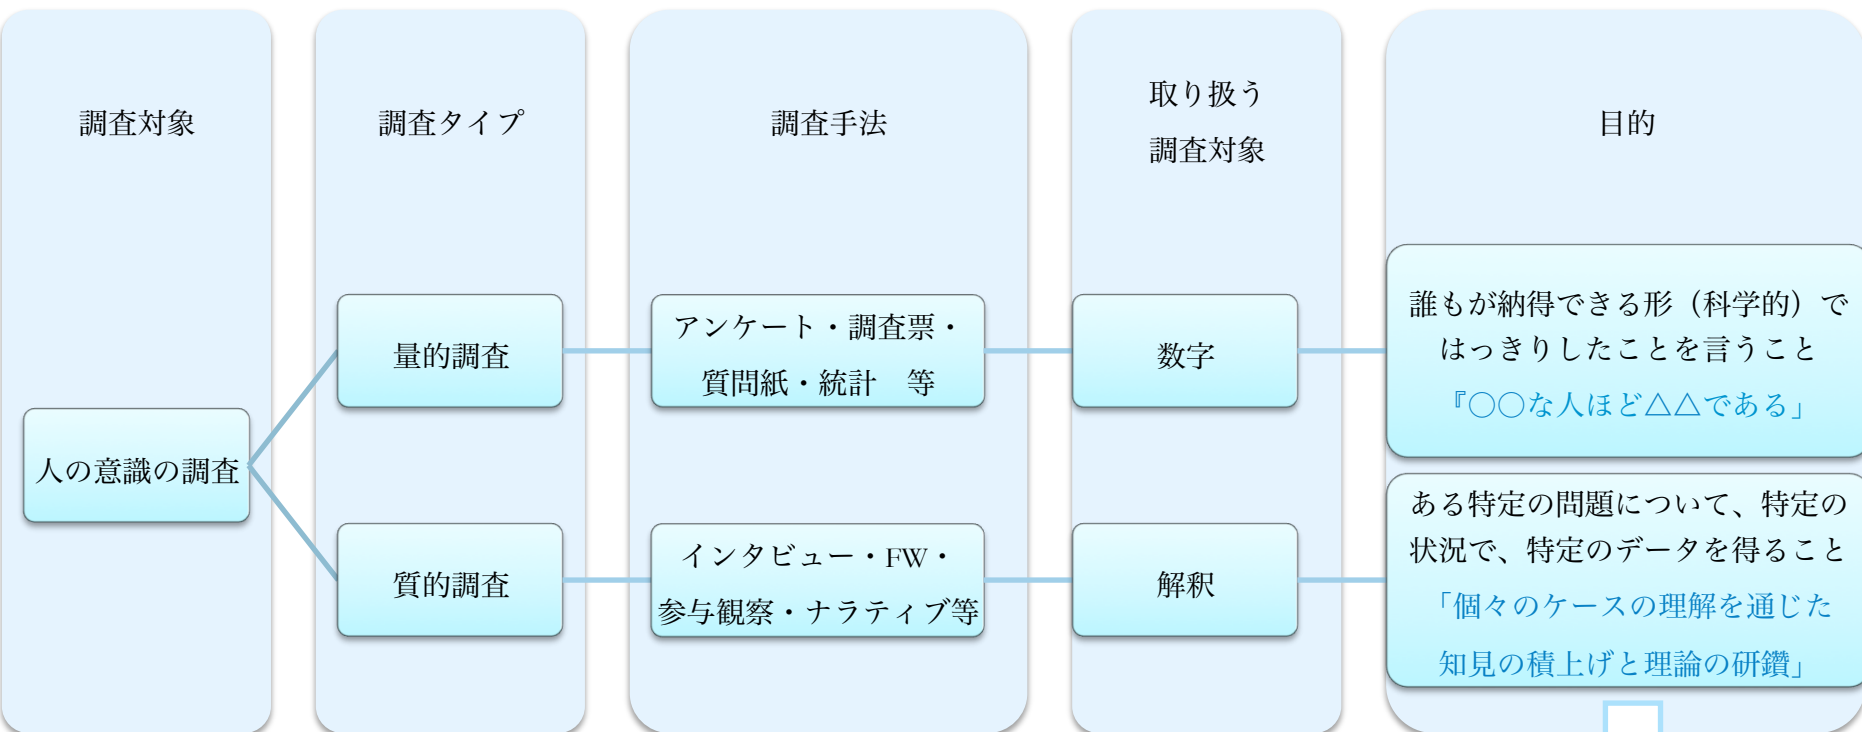 調査対象
調査タイプ
調査手法
取り扱う
調査対象
目的
人の意識の調査
量的調査
アンケート・調査票・
質問紙・統計　等
数字
誰もが納得できる形（科学的）で
はっきりしたことを言うこと
『○○な人ほど△△である」
質的調査
インタビュー・FW・
参与観察・ナラティブ等
解釈
ある特定の問題について、特定の
状況で、特定のデータを得ること
「個々のケースの理解を通じた
知見の積上げと理論の研鑽」